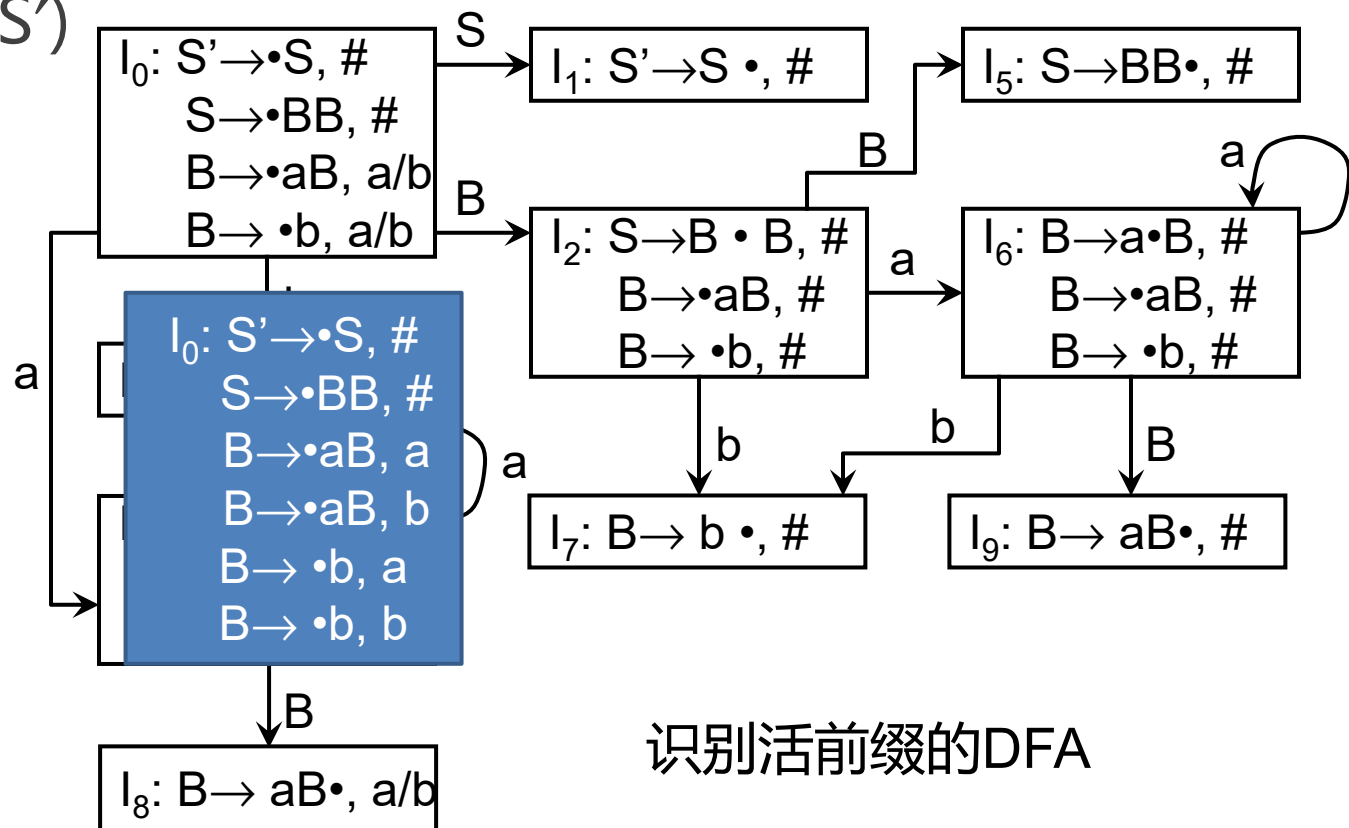 S')
I₀: S'→•S, #
S→•BB, #
B→•aB, a/b
B→ •b, a/b
S
I₁: S'→S •, #
I₅: S→BB•, #
B
B
I₂: S→B • B, #
B→•aB, #
B→ •b, #
a
a
I₆: B→a•B, #
B→•aB, #
B→ •b, #
a
I₀: S'→•S, #
S→•BB, #
B→•aB, a
B→•aB, b
B→ •b, a
B→ •b, b
a
b
b
B
I₇: B→ b •, #
I₉: B→ aB•, #
B
I₈: B→ aB•, a/b
识别活前缀的DFA